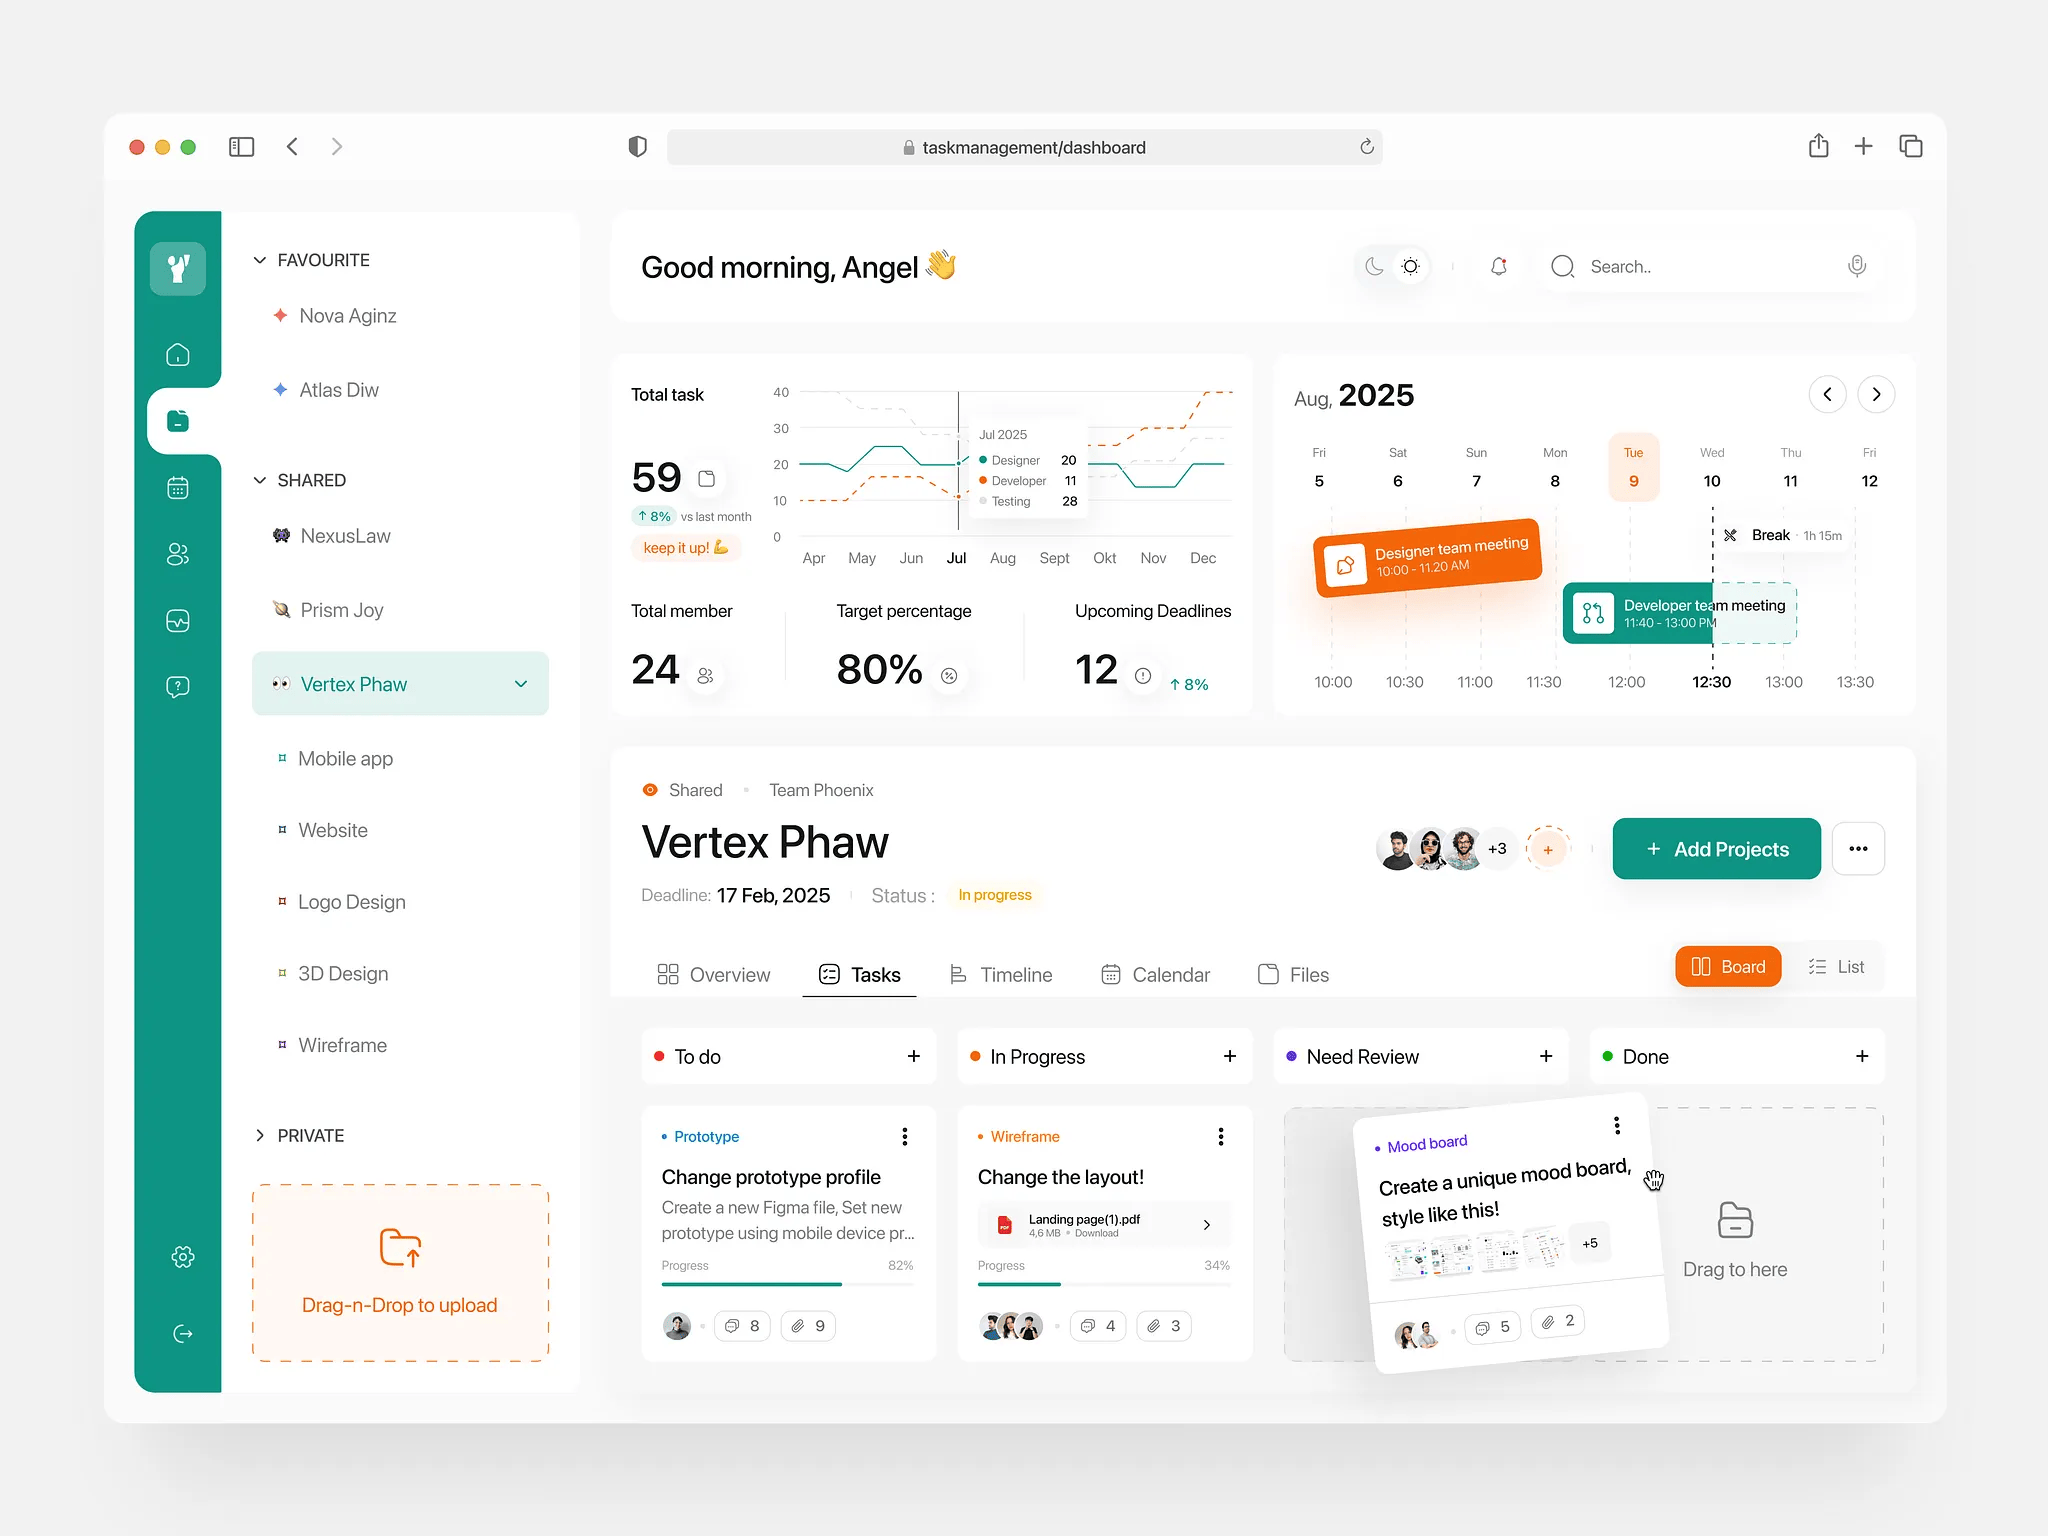 taskmanagement/dashboard
FAVOURITE
Nova Aginz
Atlas Diw
SHARED
NexusLaw
Prism Joy
Vertex Phaw
Mobile app
Website
Logo Design
3D Design
Wireframe
PRIVATE
Drag-n-Drop to upload
Good morning, Angel 👋
Search..
Total task
59
↑ 8% vs last month
keep it up! 💪
40
30
20
10
0
Apr May Jun Jul Aug Sept Okt Nov Dec
Jul 2025
Designer 20
Developer 11
Testing 28
Total member
24
Target percentage
80%
Upcoming Deadlines
12
↑ 8%
Aug, 2025
Fri Sat Sun Mon Tue Wed Thu Fri
5 6 7 8 9 10 11 12
Break · 1h 15m
Designer team meeting
10:00 - 11.20 AM
Developer team meeting
11:40 - 13:00 PM
10:00 10:30 11:00 11:30 12:00 12:30 13:00 13:30
Shared Team Phoenix
Vertex Phaw
Deadline: 17 Feb, 2025 Status : In progress
+3
+
+ Add Projects
Overview Tasks Timeline Calendar Files
Board List
To do +
In Progress +
Need Review +
Done +
Prototype
Change prototype profile
Create a new Figma file, Set new
prototype using mobile device pr...
Progress 82%
8 9
Wireframe
Change the layout!
PDF
Landing page(1).pdf
4,6 MB Download
Progress 34%
4 3
Mood board
Create a unique mood board,
style like this!
+5
5 2
Drag to here